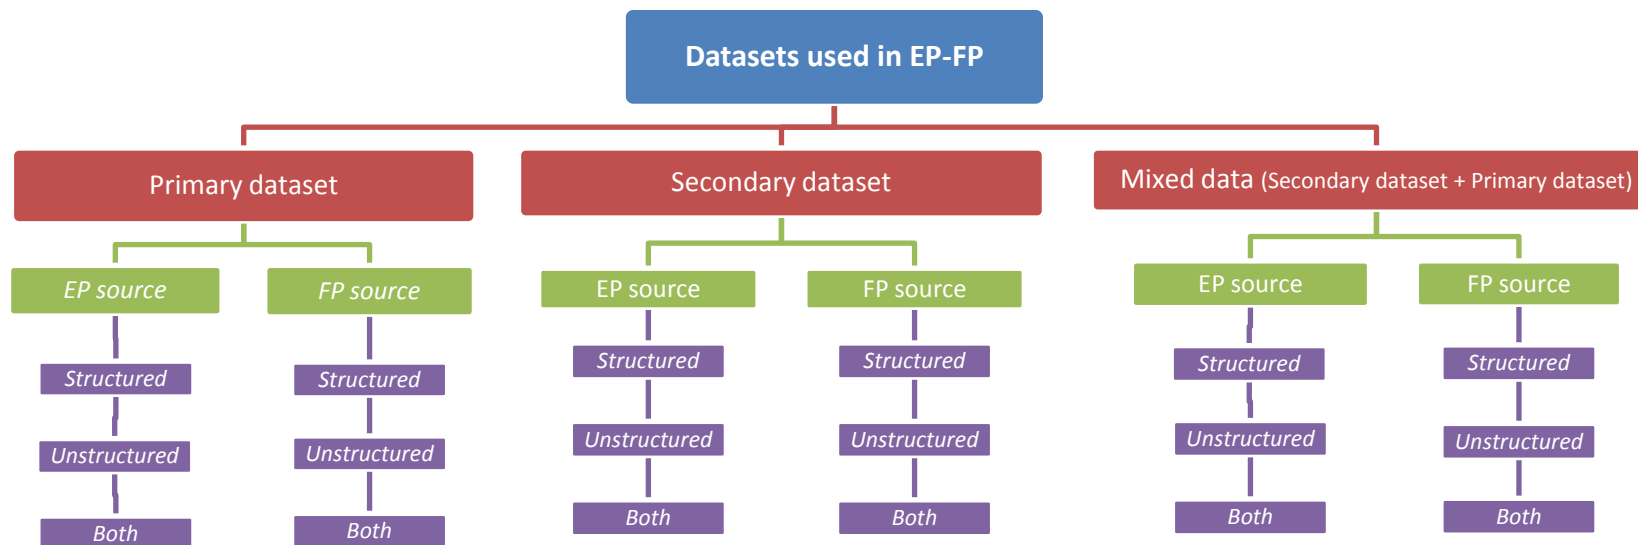 Datasets used in EP-FP
Primary dataset
Secondary dataset
Mixed data (Secondary dataset + Primary dataset)
EP source
FP source
EP source
FP source
EP source
FP source
Structured
Structured
Structured
Structured
Structured
Structured
Unstructured
Unstructured
Unstructured
Unstructured
Unstructured
Unstructured
Both
Both
Both
Both
Both
Both